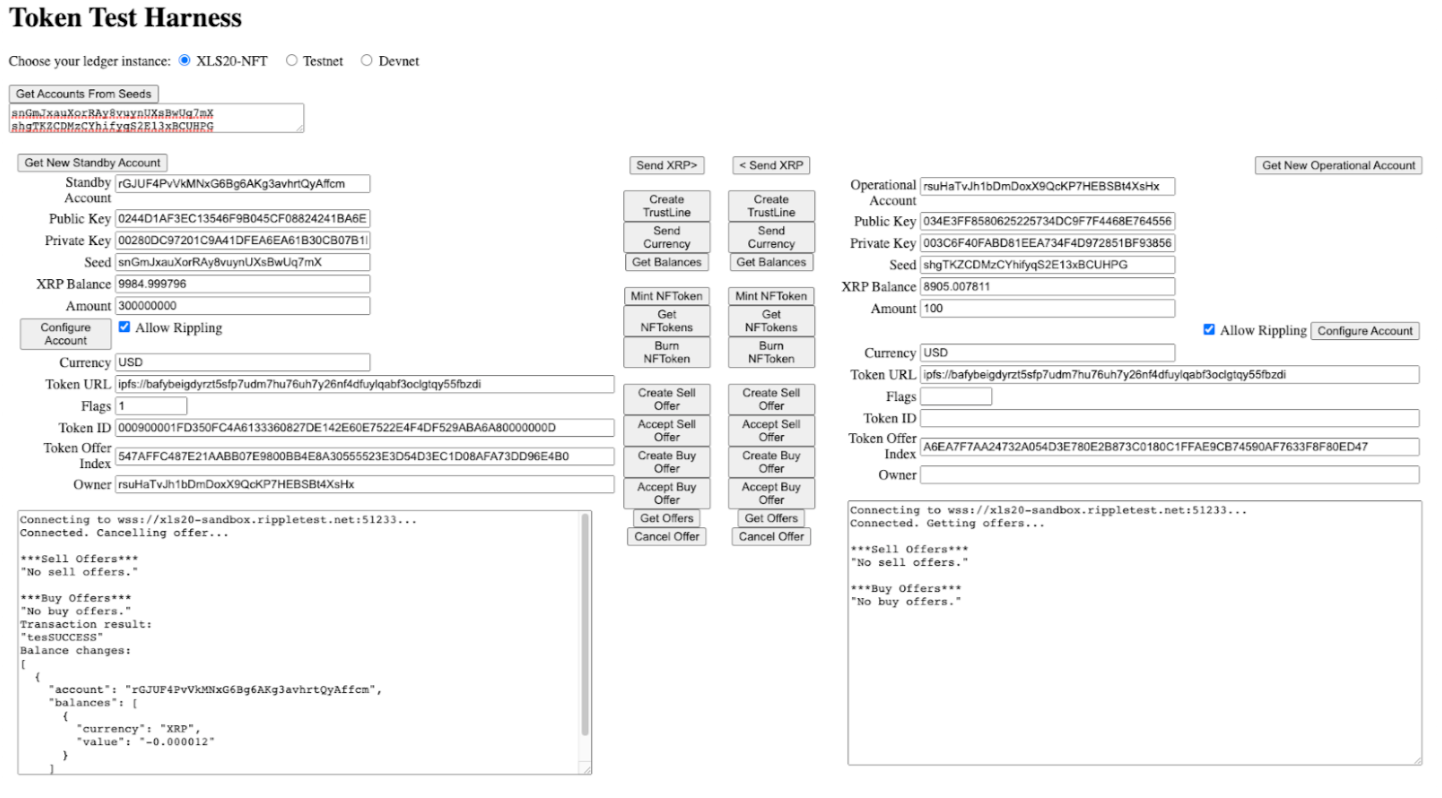 Token Test Harness
Choose your ledger instance: XLS20-NFT Testnet Devnet
Get Accounts From Seeds
snGmJxauXorRAy8vuynUXsBwUq7mX
shgTKZCDMzCYhifyqS2E13xBCUHPG
Get New Standby Account
Standby Account rGJUF4PvVkMNxG6Bg6AKg3avhrtQyAffcm
Public Key 0244D1AF3EC13546F9B045CF08824241BA6E
Private Key 00280DC97201C9A41DFEA6EA61B30CB07B1
Seed snGmJxauXorRAy8vuynUXsBwUq7mX
XRP Balance 9984.999796
Amount 300000000
Configure Account Allow Rippling
Currency USD
Token URL ipfs://bafybeigdyrzt5sfp7udm7hu76uh7y26nf4dfuylqabf3oclgtqy55fbzdi
Flags 1
Token ID 000900001FD350FC4A6133360827DE142E60E7522E4F4DF529ABA6A80000000D
Token Offer Index 547AFFC487E21AABB07E9800BB4E8A30555523E3D54D3EC1D08AFA73DD96E4B0
Owner rsuHaTvJh1bDmDoxX9QcKP7HEBSBt4XsHx
Connecting to wss://xls20-sandbox.rippletest.net:51233...
Connected. Cancelling offer...
***Sell Offers***
"No sell offers."
***Buy Offers***
"No buy offers."
Transaction result:
"tesSUCCESS"
Balance changes:
[
{
"account": "rGJUF4PvVkMNxG6Bg6AKg3avhrtQyAffcm",
"balances": [
{
"currency": "XRP",
"value": "-0.000012"
}
]
Send XRP> < Send XRP
Create TrustLine Create TrustLine
Send Currency Send Currency
Get Balances Get Balances
Mint NFToken Mint NFToken
Get NFTokens Get NFTokens
Burn NFToken Burn NFToken
Create Sell Offer Create Sell Offer
Accept Sell Offer Accept Sell Offer
Create Buy Offer Create Buy Offer
Accept Buy Offer Accept Buy Offer
Get Offers Get Offers
Cancel Offer Cancel Offer
Get New Operational Account
Operational Account rsuHaTvJh1bDmDoxX9QcKP7HEBSBt4XsHx
Public Key 034E3FF8580625225734DC9F7F4468E764556
Private Key 003C6F40FABD81EEA734F4D972851BF93856
Seed shgTKZCDMzCYhifyqS2E13xBCUHPG
XRP Balance 8905.007811
Amount 100
Allow Rippling Configure Account
Currency USD
Token URL ipfs://bafybeigdyrzt5sfp7udm7hu76uh7y26nf4dfuylqabf3oclgtqy55fbzdi
Flags
Token ID
Token Offer Index A6EA7F7AA24732A054D3E780E2B873C0180C1FFAE9CB74590AF7633F8F80ED47
Owner
Connecting to wss://xls20-sandbox.rippletest.net:51233...
Connected. Getting offers...
***Sell Offers***
"No sell offers."
***Buy Offers***
"No buy offers."